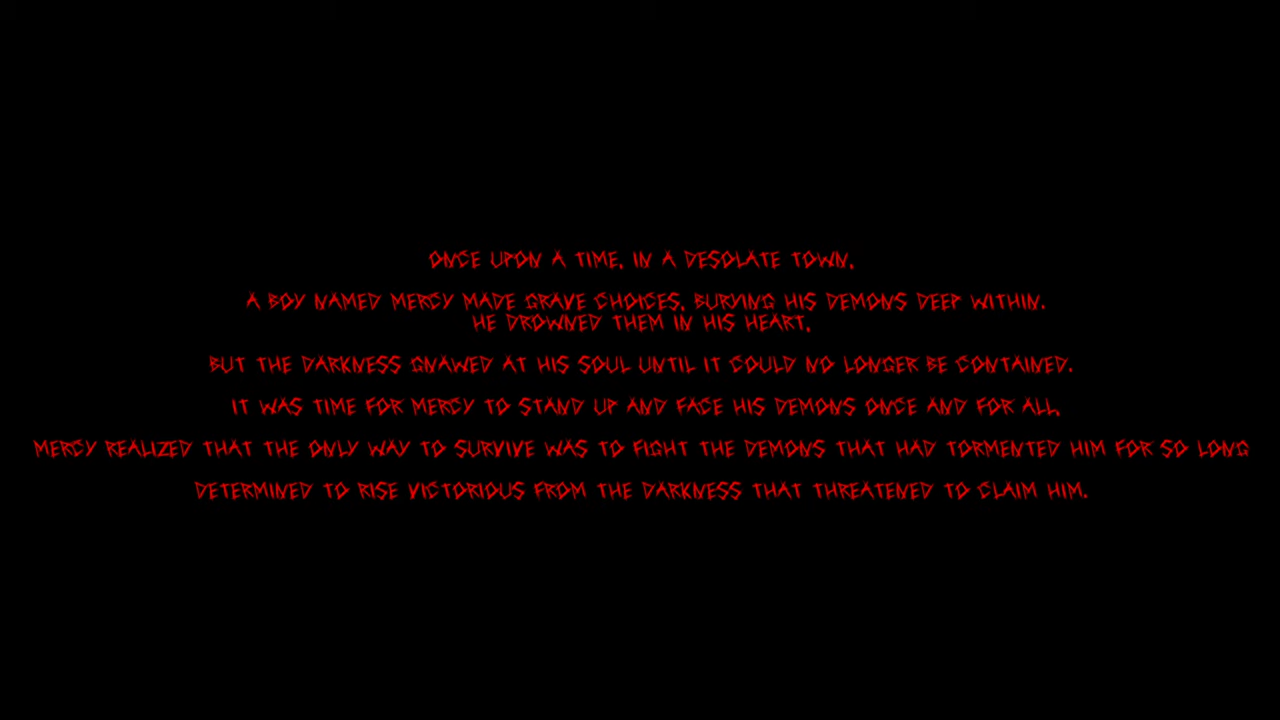 ONCE UPON A TIME, IN A DESOLATE TOWN,
A BOY NAMED MERCY MADE GRAVE CHOICES, BURYING HIS DEMONS DEEP WITHIN.
HE DROWNED THEM IN HIS HEART,
BUT THE DARKNESS GNAWED AT HIS SOUL UNTIL IT COULD NO LONGER BE CONTAINED.
IT WAS TIME FOR MERCY TO STAND UP AND FACE HIS DEMONS ONCE AND FOR ALL,
MERCY REALIZED THAT THE ONLY WAY TO SURVIVE WAS TO FIGHT THE DEMONS THAT HAD TORMENTED HIM FOR SO LONG
DETERMINED TO RISE VICTORIOUS FROM THE DARKNESS THAT THREATENED TO CLAIM HIM.